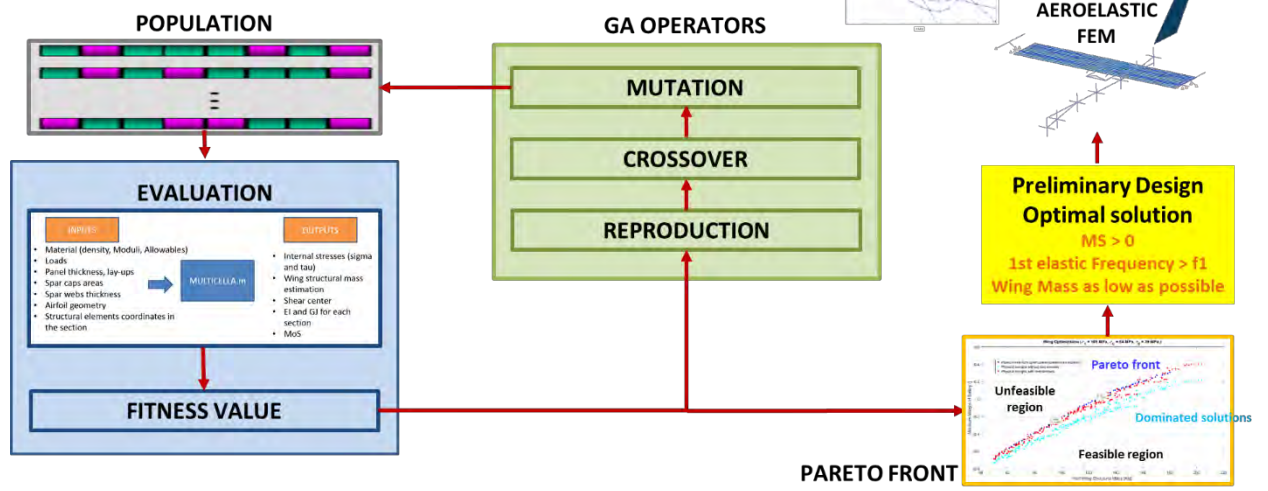 POPULATION
GA OPERATORS
AEROELASTIC
FEM
MUTATION
CROSSOVER
REPRODUCTION
EVALUATION
INPUTS
• Material (density, Moduli, Allowables)
• Loads
• Panel thickness, lay-ups
• Spar caps areas
• Spar webs thickness
• Airfoil geometry
• Structural elements coordinates in
the section
MULTICELLA.m
OUTPUTS
• Internal stresses (sigma
and tau)
• Wing structural mass
estimation
• Shear center
• EI and GJ for each
section
• MoS
FITNESS VALUE
Preliminary Design
Optimal solution
MS > 0
1st elastic Frequency > f1
Wing Mass as low as possible
Pareto front
Unfeasible
region
Dominated solutions
Feasible region
PARETO FRONT